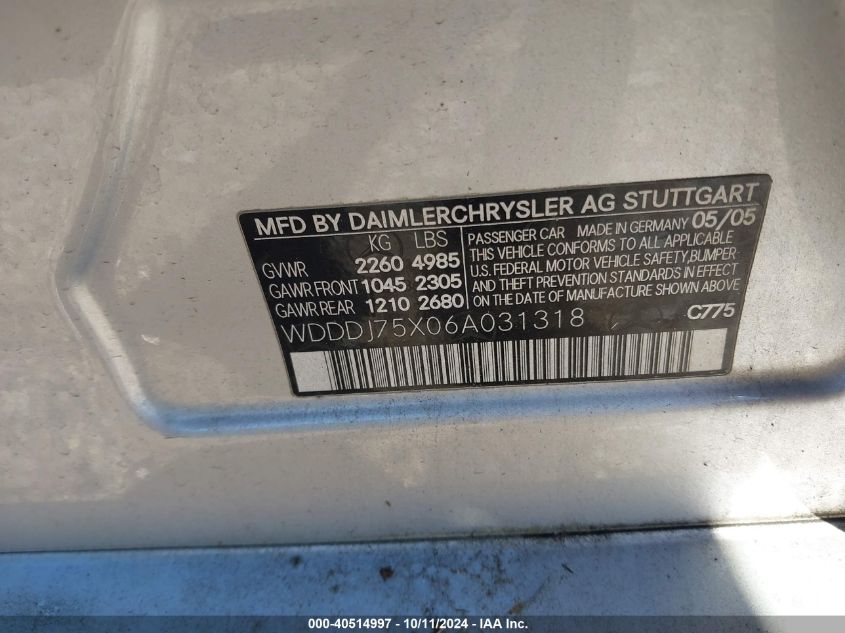 MFD BY DAIMLERCHRYSLER AG STUTTGART
KG LBS
GVWR 2260 4985
GAWR FRONT 1045 2305
GAWR REAR 1210 2680
PASSENGER CAR MADE IN GERMANY 05/05
THIS VEHICLE CONFORMS TO ALL APPLICABLE
U.S. FEDERAL MOTOR VEHICLE SAFETY, BUMPER
AND THEFT PREVENTION STANDARDS IN EFFECT
ON THE DATE OF MANUFACTURE SHOWN ABOVE
WDDDJ75X06A031318
C775
000-40514997 - 10/11/2024 - IAA Inc.